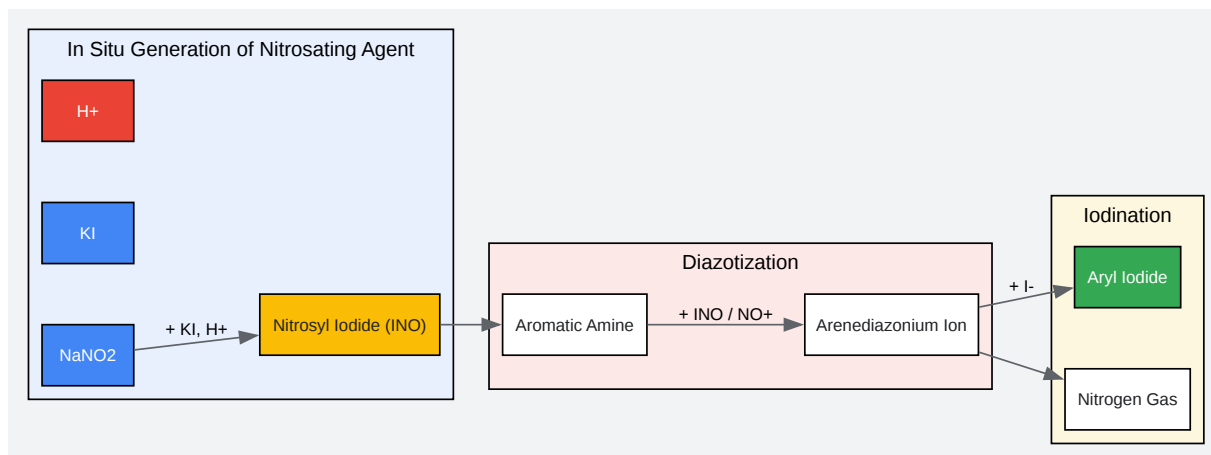 In Situ Generation of Nitrosating Agent
H+
KI
NaNO2
+ KI, H+
Nitrosyl Iodide (INO)
Diazotization
Aromatic Amine
+ INO / NO+
Arenediazonium Ion
+ I-
Iodination
Aryl Iodide
Nitrogen Gas